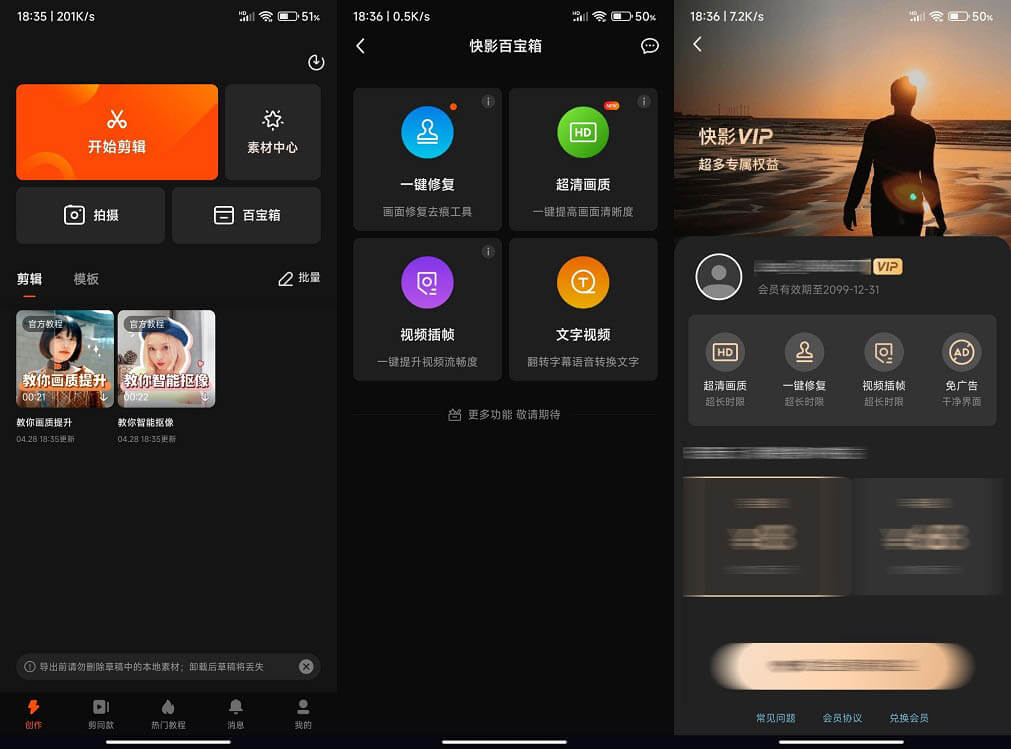 18:35 | 201K/s
HD
51%
开始剪辑
素材中心
拍摄
百宝箱
剪辑
模板
批量
官方教程
官方教程
教你画质提升
教你智能抠像
00:21
00:22
教你画质提升
教你智能抠像
04.28 18:35更新
04.28 18:35更新
导出前请勿删除草稿中的本地素材；卸载后草稿将丢失
创作
剪同款
热门教程
消息
我的
18:36 | 0.5K/s
HD
50%
快影百宝箱
NEW
HD
一键修复
超清画质
画面修复去痕工具
一键提高画面清晰度
T
视频插帧
文字视频
一键提升视频流畅度
翻转字幕语音转换文字
更多功能 敬请期待
18:36 | 7.2K/s
HD
50%
快影VIP
超多专属权益
VIP
会员有效期至2099-12-31
HD
AD
超清画质
一键修复
视频插帧
免广告
超长时限
超长时限
超长时限
干净界面
常见问题
会员协议
兑换会员